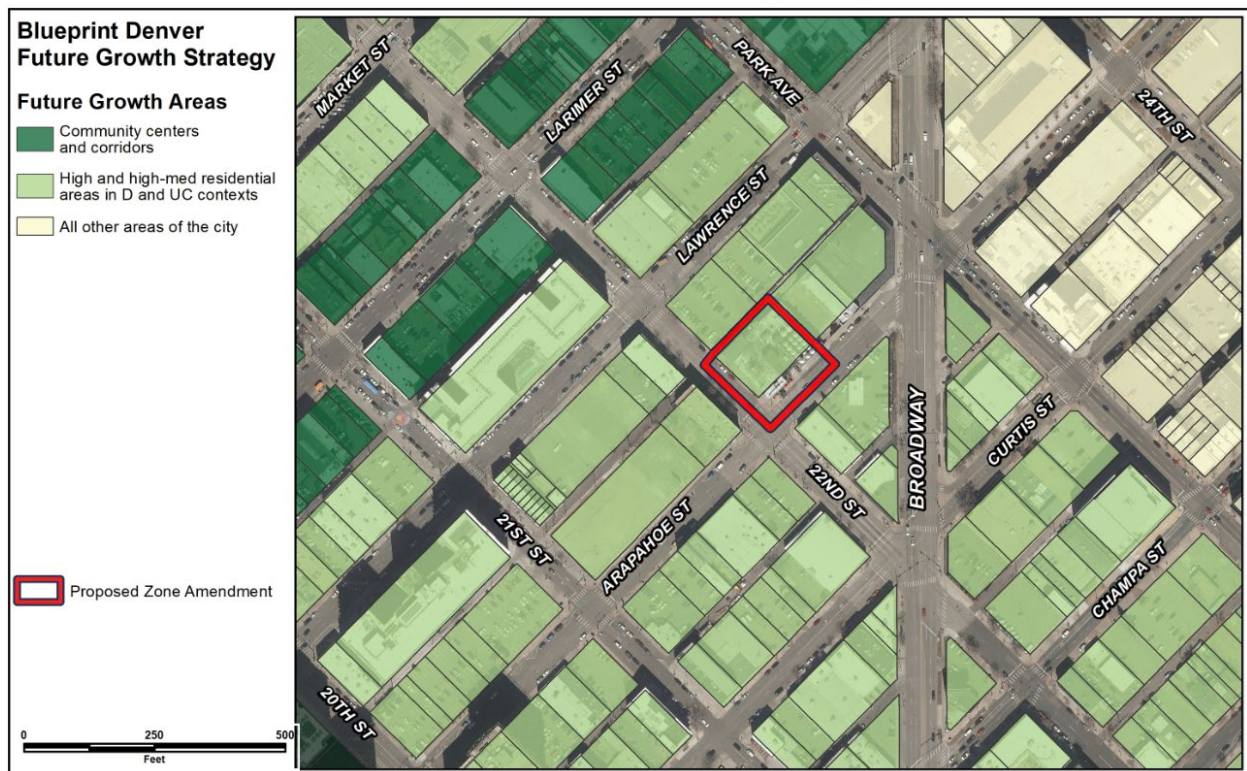 Blueprint Denver
Future Growth Strategy
Future Growth Areas
Community centers
and corridors
High and high-med residential
areas in D and UC contexts
All other areas of the city
Proposed Zone Amendment
0 250 500
Feet
MARKET ST
LARIMER ST
PARK AVE
24TH ST
LAWRENCE ST
BROADWAY
CURTIS ST
22ND ST
21ST ST
ARAPAHOE ST
CHAMPA ST
20TH ST